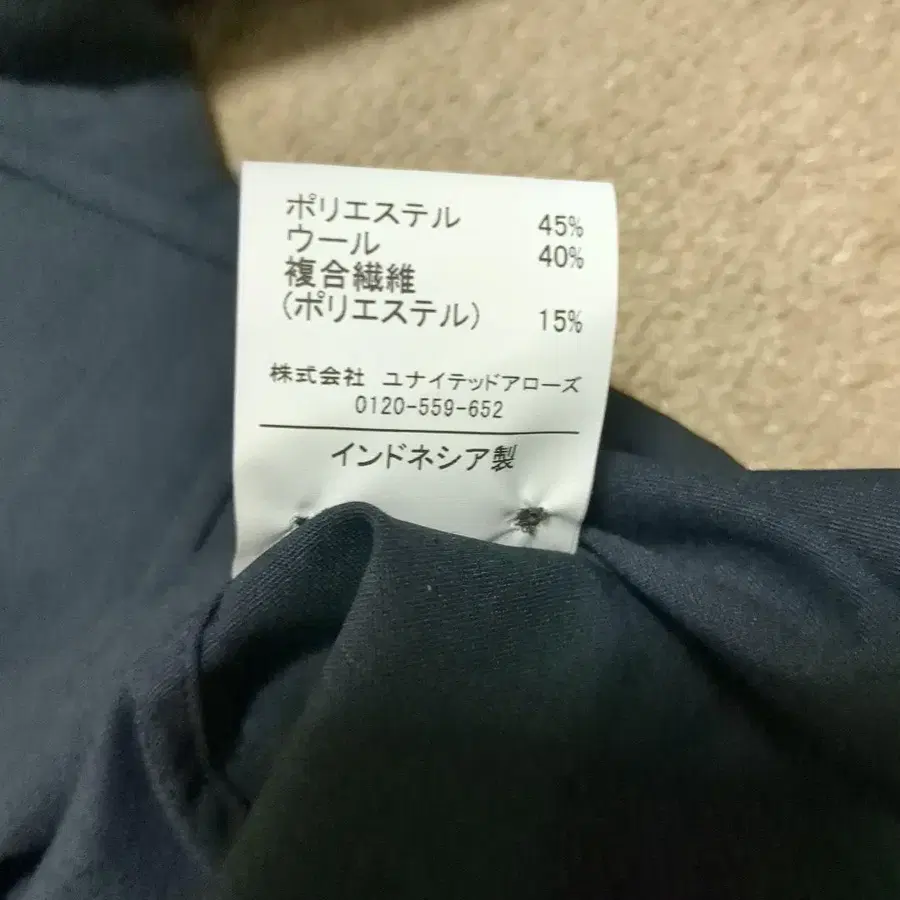 ポリエステル 45%
ウール 40%
複合繊維
(ポリエステル) 15%
株式会社 ユナイテッドアローズ
0120-559-652
インドネシア製